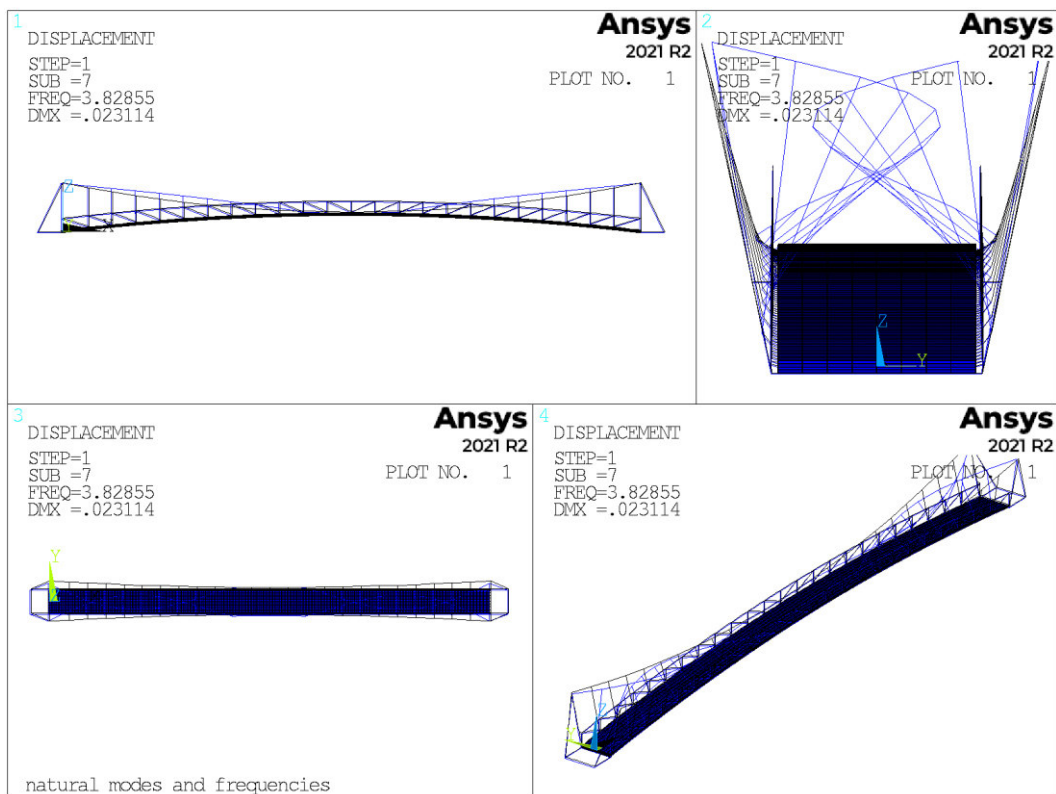 1
Ansys
2021 R2
DISPLACEMENT
STEP=1
SUB =7
FREQ=3.82855
DMX =.023114
PLOT NO. 1
Z
X
2
Ansys
2021 R2
DISPLACEMENT
STEP=1
SUB =7
FREQ=3.82855
DMX =.023114
PLOT NO. 1
Z
Y
3
Ansys
2021 R2
DISPLACEMENT
STEP=1
SUB =7
FREQ=3.82855
DMX =.023114
PLOT NO. 1
Y
natural modes and frequencies
4
Ansys
2021 R2
DISPLACEMENT
STEP=1
SUB =7
FREQ=3.82855
DMX =.023114
PLOT NO. 1
Z
Y